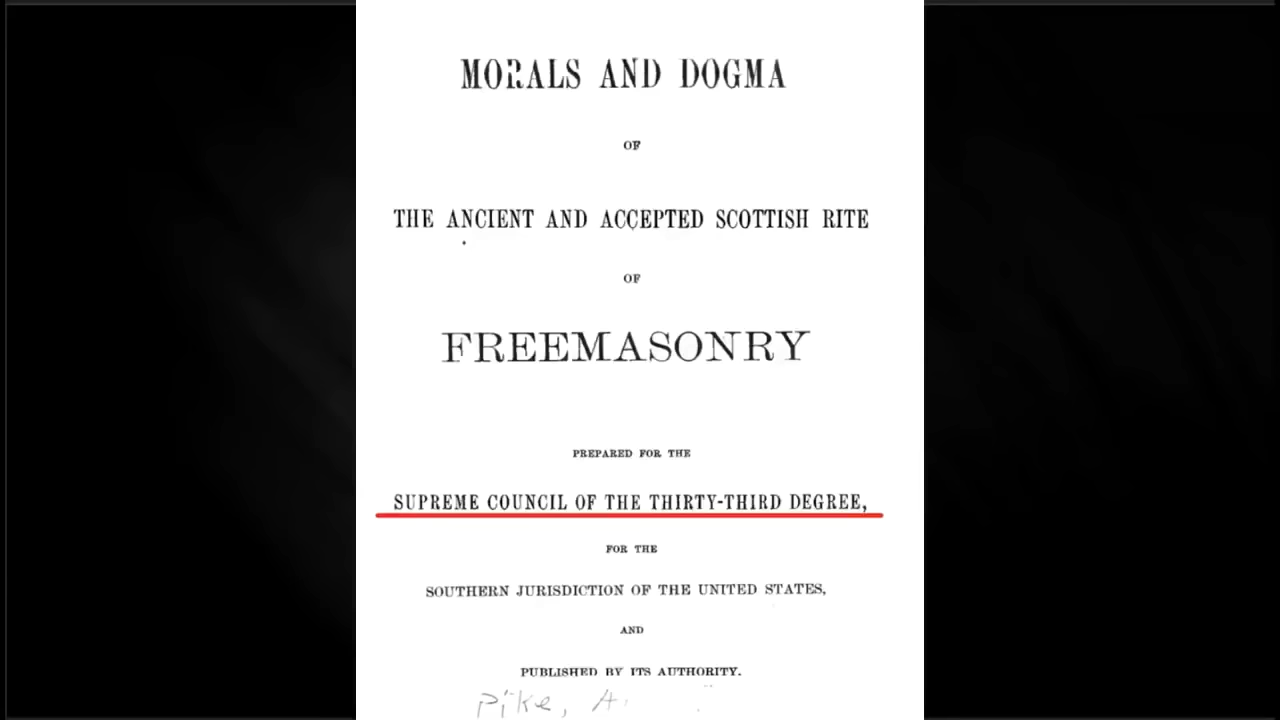 MORALS AND DOGMA
OF
THE ANCIENT AND ACCEPTED SCOTTISH RITE
OF
FREEMASONRY
PREPARED FOR THE
SUPREME COUNCIL OF THE THIRTY-THIRD DEGREE,
FOR THE
SOUTHERN JURISDICTION OF THE UNITED STATES,
AND
PUBLISHED BY ITS AUTHORITY.
Pike, A.